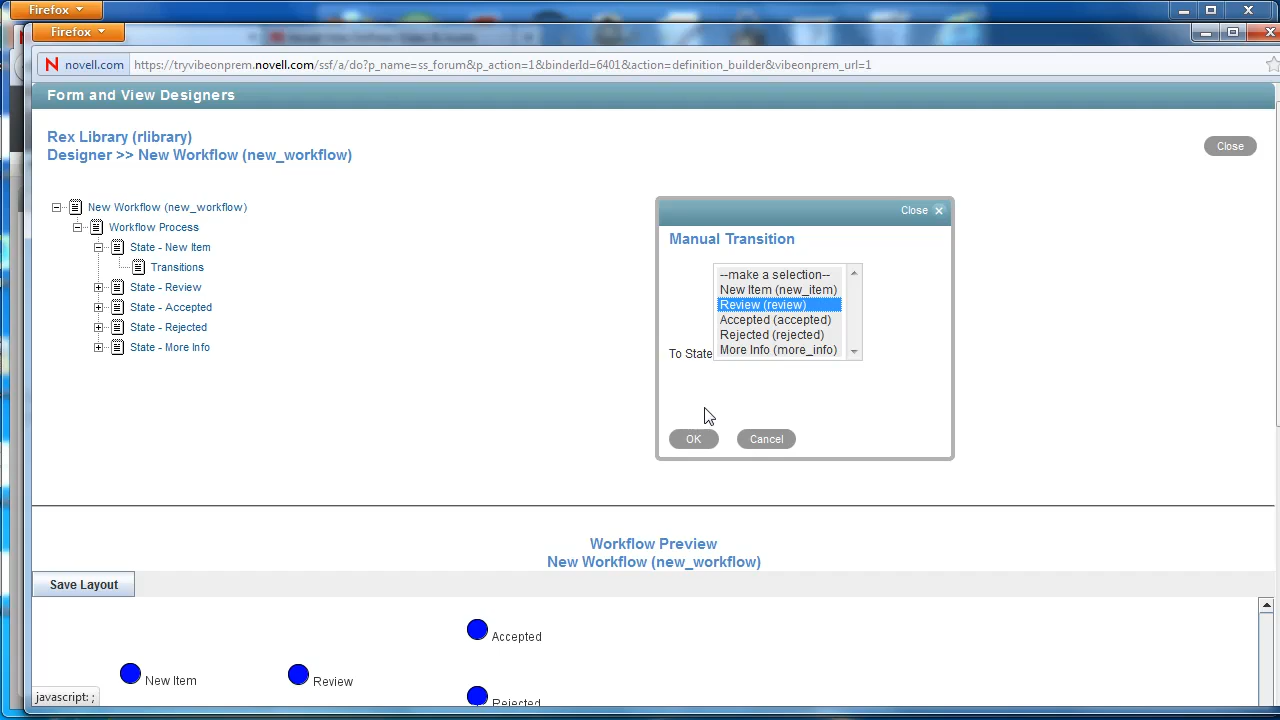 Firefox
Firefox
novell.com
https://tryvibeonprem.novell.com/ssf/a/do?p_name=ss_forum&p_action=1&binderId=6401&action=definition_builder&vibeonprem_url=1
Form and View Designers
Rex Library (rlibrary)
Designer >> New Workflow (new_workflow)
Close
New Workflow (new_workflow)
Workflow Process
State - New Item
Transitions
State - Review
State - Accepted
State - Rejected
State - More Info
Close
Manual Transition
--make a selection--
New Item (new_item)
Review (review)
Accepted (accepted)
Rejected (rejected)
More Info (more_info)
To State
OK
Cancel
Workflow Preview
New Workflow (new_workflow)
Save Layout
Accepted
New Item
Review
Rejected
javascript: ;